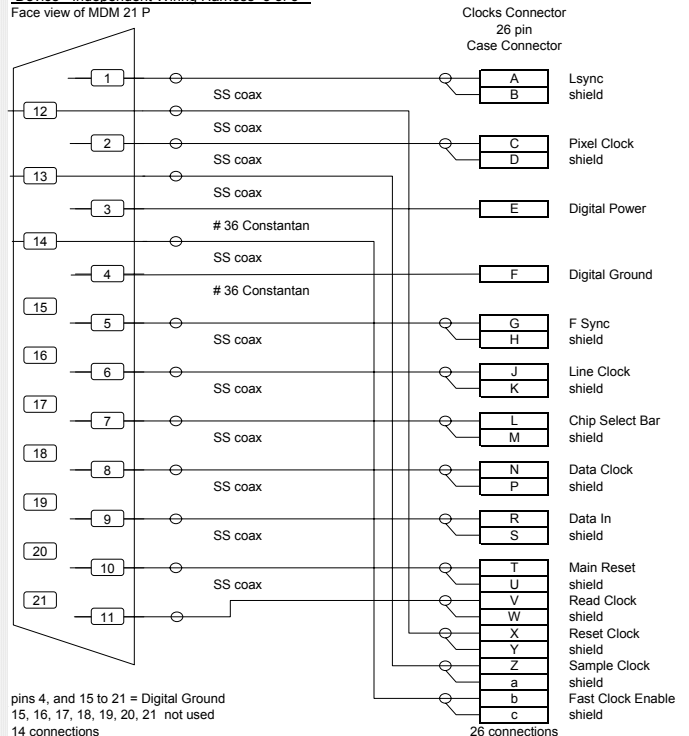 Face view of MDM 21 P
Clocks Connector
26 pin
Case Connector
1 A Lsync
SS coax B shield
12
SS coax
2 C Pixel Clock
SS coax D shield
13
SS coax
3 E Digital Power
# 36 Constantan
14
SS coax
4 F Digital Ground
# 36 Constantan
15
5 G F Sync
SS coax H shield
16
6 J Line Clock
SS coax K shield
17
7 L Chip Select Bar
SS coax M shield
18
8 N Data Clock
SS coax P shield
19
9 R Data In
SS coax S shield
20
10 T Main Reset
SS coax U shield
21 V Read Clock
11 W shield
X Reset Clock
Y shield
Z Sample Clock
a shield
pins 4, and 15 to 21 = Digital Ground b Fast Clock Enable
15, 16, 17, 18, 19, 20, 21 not used c shield
14 connections 26 connections